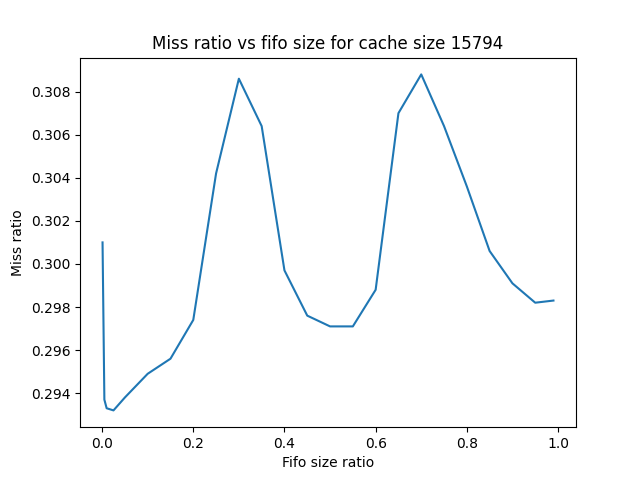 Miss ratio vs fifo size for cache size 15794
0.308
0.306
0.304
0.302
0.300
0.298
0.296
0.294
Miss ratio
0.0 0.2 0.4 0.6 0.8 1.0
Fifo size ratio